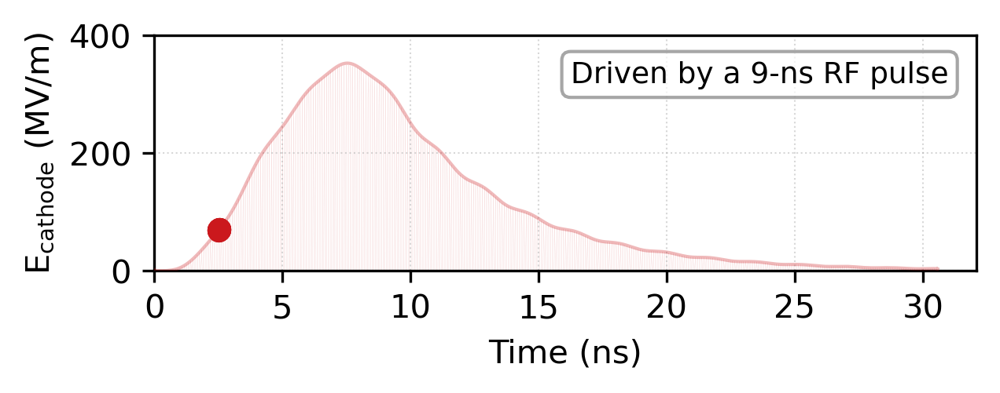 E_cathode (MV/m)
400
200
0
Driven by a 9-ns RF pulse
0 5 10 15 20 25 30
Time (ns)